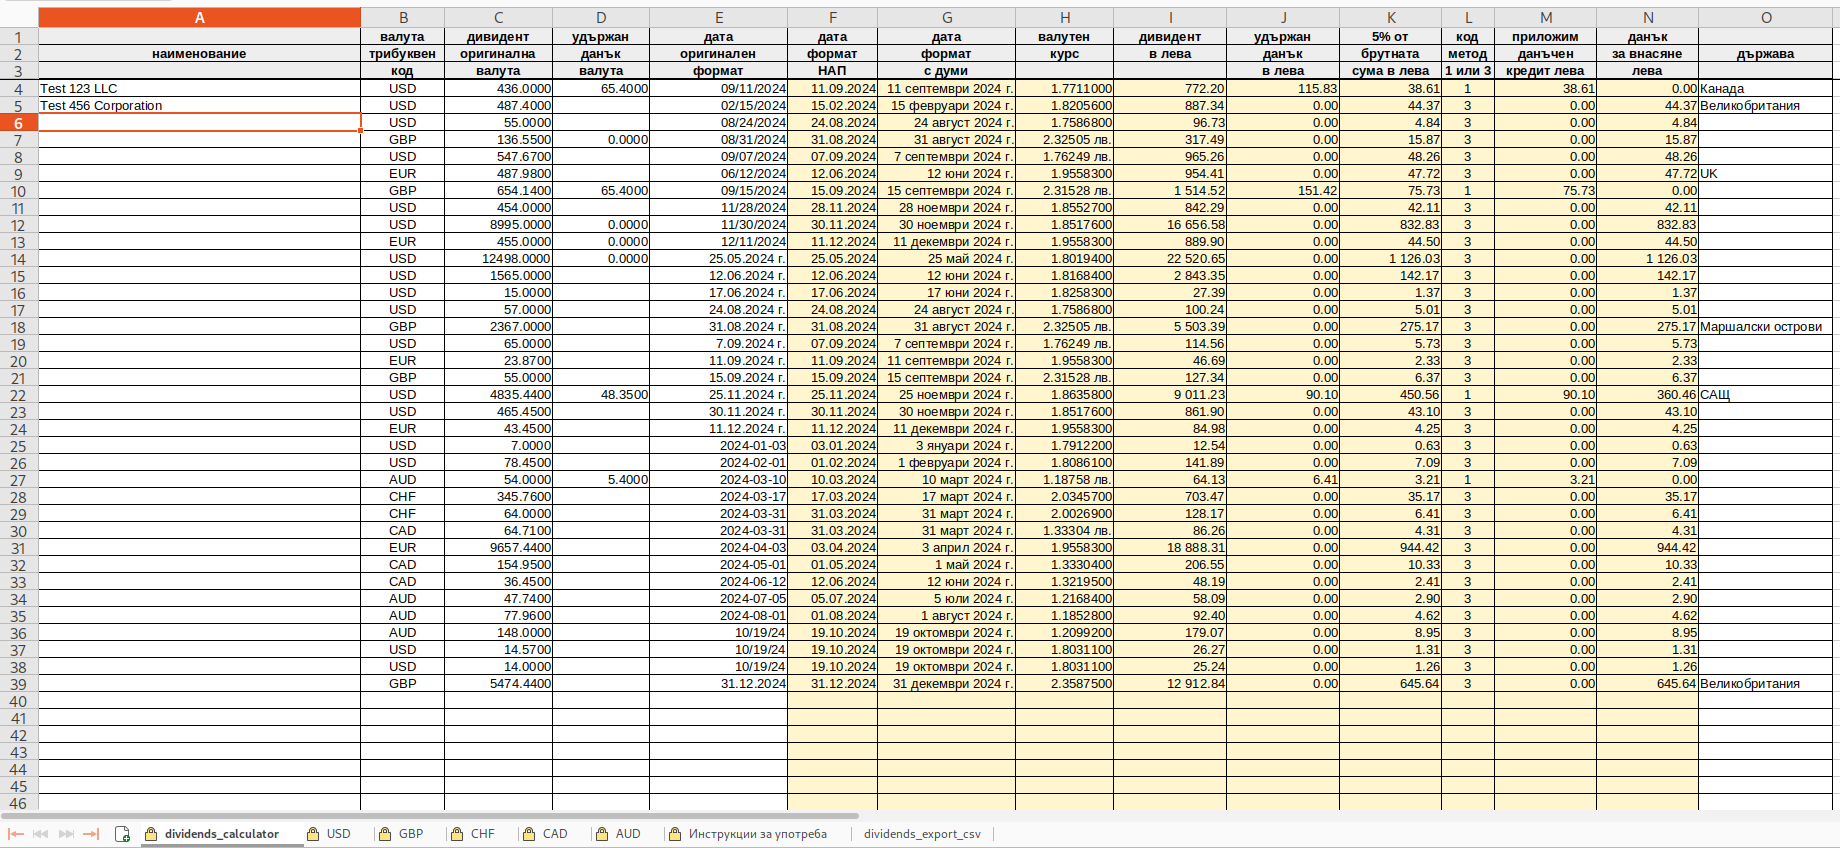 A B C D E F G H I J K L M N O
1 валута дивидент удържан дата дата дата валутен дивидент удържан 5% от код приложим данък
2 наименование трибуквен оригинална данък оригинален формат формат курс в лева данък брутната метод данъчен за внасяне държава
3 код валута валута формат НАП с думи в лева сума в лева 1 или 3 кредит лева лева
4 Test 123 LLC USD 436.0000 65.4000 09/11/2024 11.09.2024 11 септември 2024 г. 1.7711000 772.20 115.83 38.61 1 38.61 0.00 Канада
5 Test 456 Corporation USD 487.4000 02/15/2024 15.02.2024 15 февруари 2024 г. 1.8205600 887.34 0.00 44.37 3 0.00 44.37 Великобритания
6 USD 55.0000 08/24/2024 24.08.2024 24 август 2024 г. 1.7586800 96.73 0.00 4.84 3 0.00 4.84
7 GBP 136.5500 0.0000 08/31/2024 31.08.2024 31 август 2024 г. 2.32505 лв. 317.49 0.00 15.87 3 0.00 15.87
8 USD 547.6700 09/07/2024 07.09.2024 7 септември 2024 г. 1.76249 лв. 965.26 0.00 48.26 3 0.00 48.26
9 EUR 487.9800 06/12/2024 12.06.2024 12 юни 2024 г. 1.9558300 954.41 0.00 47.72 3 0.00 47.72 UK
10 GBP 654.1400 65.4000 09/15/2024 15.09.2024 15 септември 2024 г. 2.31528 лв. 1 514.52 151.42 75.73 1 75.73 0.00
11 USD 454.0000 11/28/2024 28.11.2024 28 ноември 2024 г. 1.8552700 842.29 0.00 42.11 3 0.00 42.11
12 USD 8995.0000 0.0000 11/30/2024 30.11.2024 30 ноември 2024 г. 1.8517600 16 656.58 0.00 832.83 3 0.00 832.83
13 EUR 455.0000 0.0000 12/11/2024 11.12.2024 11 декември 2024 г. 1.9558300 889.90 0.00 44.50 3 0.00 44.50
14 USD 12498.0000 0.0000 25.05.2024 г. 25.05.2024 25 май 2024 г. 1.8019400 22 520.65 0.00 1 126.03 3 0.00 1 126.03
15 USD 1565.0000 12.06.2024 г. 12.06.2024 12 юни 2024 г. 1.8168400 2 843.35 0.00 142.17 3 0.00 142.17
16 USD 15.0000 17.06.2024 г. 17.06.2024 17 юни 2024 г. 1.8258300 27.39 0.00 1.37 3 0.00 1.37
17 USD 57.0000 24.08.2024 г. 24.08.2024 24 август 2024 г. 1.7586800 100.24 0.00 5.01 3 0.00 5.01
18 GBP 2367.0000 31.08.2024 г. 31.08.2024 31 август 2024 г. 2.32505 лв. 5 503.39 0.00 275.17 3 0.00 275.17 Маршалски острови
19 USD 65.0000 7.09.2024 г. 07.09.2024 7 септември 2024 г. 1.76249 лв. 114.56 0.00 5.73 3 0.00 5.73
20 EUR 23.8700 11.09.2024 г. 11.09.2024 11 септември 2024 г. 1.9558300 46.69 0.00 2.33 3 0.00 2.33
21 GBP 55.0000 15.09.2024 г. 15.09.2024 15 септември 2024 г. 2.31528 лв. 127.34 0.00 6.37 3 0.00 6.37
22 USD 4835.4400 48.3500 25.11.2024 г. 25.11.2024 25 ноември 2024 г. 1.8635800 9 011.23 90.10 450.56 1 90.10 360.46 САЩ
23 USD 465.4500 30.11.2024 г. 30.11.2024 30 ноември 2024 г. 1.8517600 861.90 0.00 43.10 3 0.00 43.10
24 EUR 43.4500 11.12.2024 г. 11.12.2024 11 декември 2024 г. 1.9558300 84.98 0.00 4.25 3 0.00 4.25
25 USD 7.0000 2024-01-03 03.01.2024 3 януари 2024 г. 1.7912200 12.54 0.00 0.63 3 0.00 0.63
26 USD 78.4500 2024-02-01 01.02.2024 1 февруари 2024 г. 1.8086100 141.89 0.00 7.09 3 0.00 7.09
27 AUD 54.0000 5.4000 2024-03-10 10.03.2024 10 март 2024 г. 1.18758 лв. 64.13 6.41 3.21 1 3.21 0.00
28 CHF 345.7600 2024-03-17 17.03.2024 17 март 2024 г. 2.0345700 703.47 0.00 35.17 3 0.00 35.17
29 CHF 64.0000 2024-03-31 31.03.2024 31 март 2024 г. 2.0026900 128.17 0.00 6.41 3 0.00 6.41
30 CAD 64.7100 2024-03-31 31.03.2024 31 март 2024 г. 1.33304 лв. 86.26 0.00 4.31 3 0.00 4.31
31 EUR 9657.4400 2024-04-03 03.04.2024 3 април 2024 г. 1.9558300 18 888.31 0.00 944.42 3 0.00 944.42
32 CAD 154.9500 2024-05-01 01.05.2024 1 май 2024 г. 1.3330400 206.55 0.00 10.33 3 0.00 10.33
33 CAD 36.4500 2024-06-12 12.06.2024 12 юни 2024 г. 1.3219500 48.19 0.00 2.41 3 0.00 2.41
34 AUD 47.7400 2024-07-05 05.07.2024 5 юли 2024 г. 1.2168400 58.09 0.00 2.90 3 0.00 2.90
35 AUD 77.9600 2024-08-01 01.08.2024 1 август 2024 г. 1.1852800 92.40 0.00 4.62 3 0.00 4.62
36 AUD 148.0000 10/19/24 19.10.2024 19 октомври 2024 г. 1.2099200 179.07 0.00 8.95 3 0.00 8.95
37 USD 14.5700 10/19/24 19.10.2024 19 октомври 2024 г. 1.8031100 26.27 0.00 1.31 3 0.00 1.31
38 USD 14.0000 10/19/24 19.10.2024 19 октомври 2024 г. 1.8031100 25.24 0.00 1.26 3 0.00 1.26
39 GBP 5474.4400 31.12.2024 31.12.2024 31 декември 2024 г. 2.3587500 12 912.84 0.00 645.64 3 0.00 645.64 Великобритания
40
41
42
43
44
45
46
dividends_calculator USD GBP CHF CAD AUD Инструкции за употреба dividends_export_csv